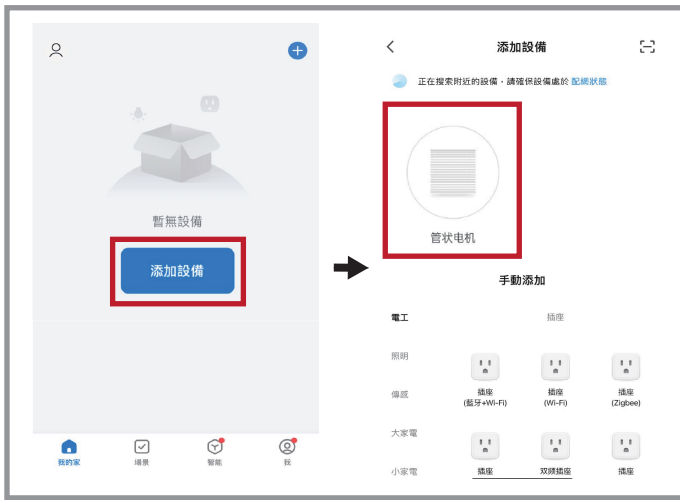 暫無設備
添加設備
我的家
場景
智能
我
添加設備
正在搜索附近的設備，請確保設備處於 配網狀態
管状电机
手動添加
電工
插座
照明
插座
(藍牙+Wi-Fi)
插座
(Wi-Fi)
插座
(Zigbee)
傳感
大家電
小家電
插座
双頻插座
插座